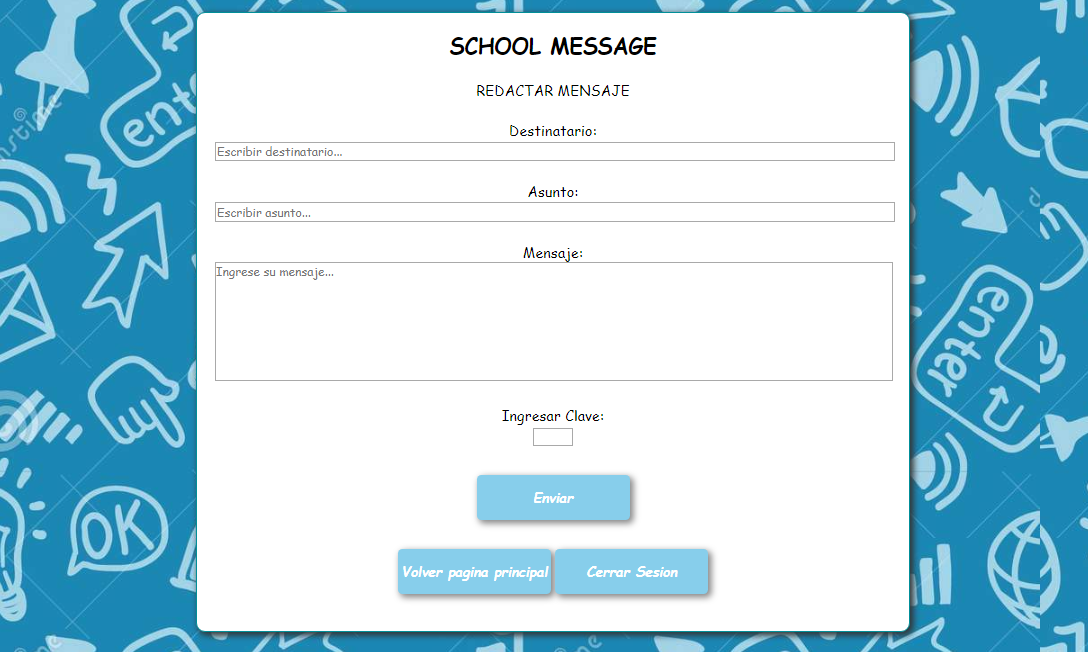 SCHOOL MESSAGE
REDACTAR MENSAJE
Destinatario:
Escribir destinatario...
Asunto:
Escribir asunto...
Mensaje:
Ingrese su mensaje...
Ingresar Clave:
Enviar
Volver pagina principal
Cerrar Sesion
enter
OK